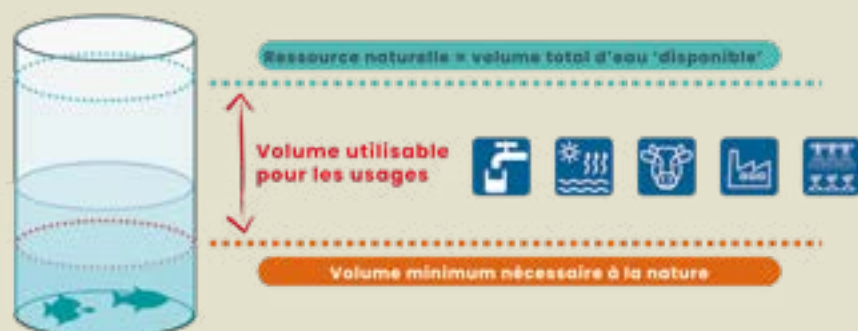 Ressource naturelle = volume total d'eau 'disponible'
Volume utilisable
pour les usages
Volume minimum nécessaire à la nature